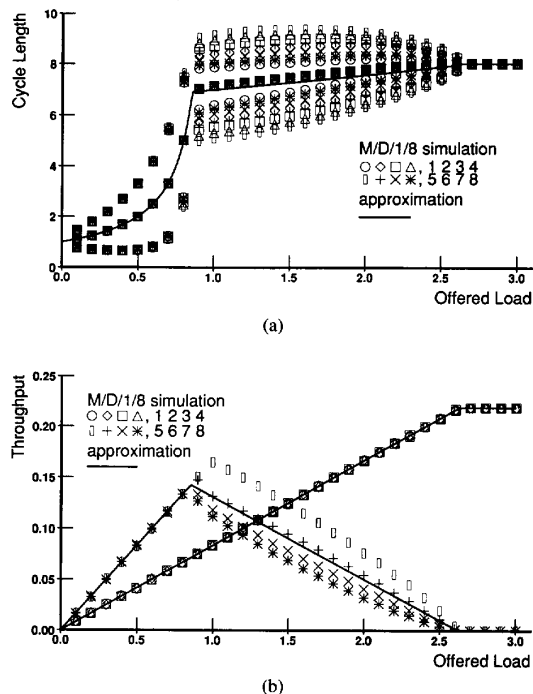 Cycle Length
10
8
6
4
2
0
M/D/1/8 simulation
○ ◇ □ △, 1 2 3 4
▯ + × ✳, 5 6 7 8
approximation
0.0 0.5 1.0 1.5 2.0 2.5 3.0
Offered Load
(a)
Throughput
0.25
0.20
0.15
0.10
0.05
0.00
M/D/1/8 simulation
○ ◇ □ △, 1 2 3 4
▯ + × ✳, 5 6 7 8
approximation
0.0 0.5 1.0 1.5 2.0 2.5 3.0
Offered Load
(b)